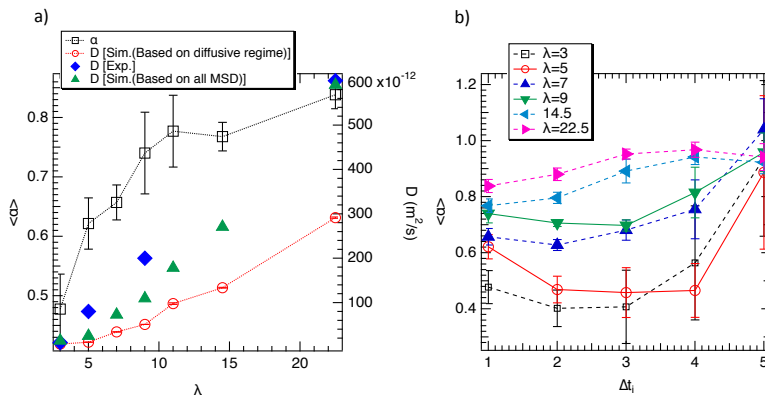 a)
α
D [Sim.(Based on diffusive regime)]
D [Exp.]
D [Sim.(Based on all MSD)]
0.8
0.7
0.6
0.5
<α>
600 x10-12
500
400
300
200
100
D (m2/s)
5
10
15
20
λ
b)
λ=3
λ=5
λ=7
λ=9
14.5
λ=22.5
1.2
1.0
0.8
0.6
0.4
<α>
1
2
3
4
5
Δti